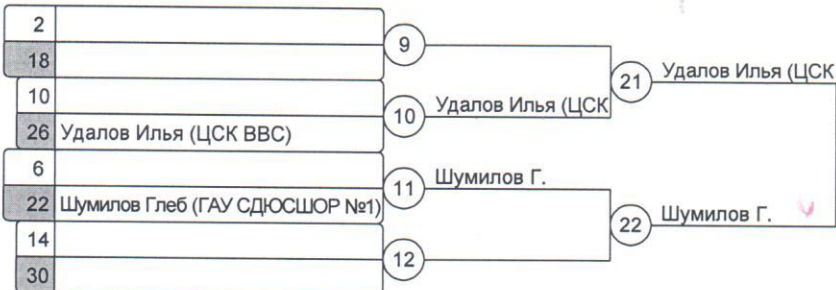 2
9
18
21 Удалов Илья (ЦСК
10
10 Удалов Илья (ЦСК
26 Удалов Илья (ЦСК ВВС)
6
11 Шумилов Г.
22 Шумилов Глеб (ГАУ СДЮСШОР №1)
22 Шумилов Г.
14
12
30